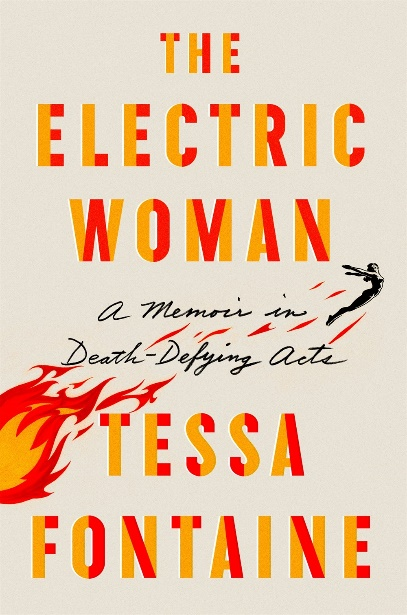 THE
ELECTRIC
WOMAN
A Memoir in
Death-Defying Acts
TESSA
FONTAINE